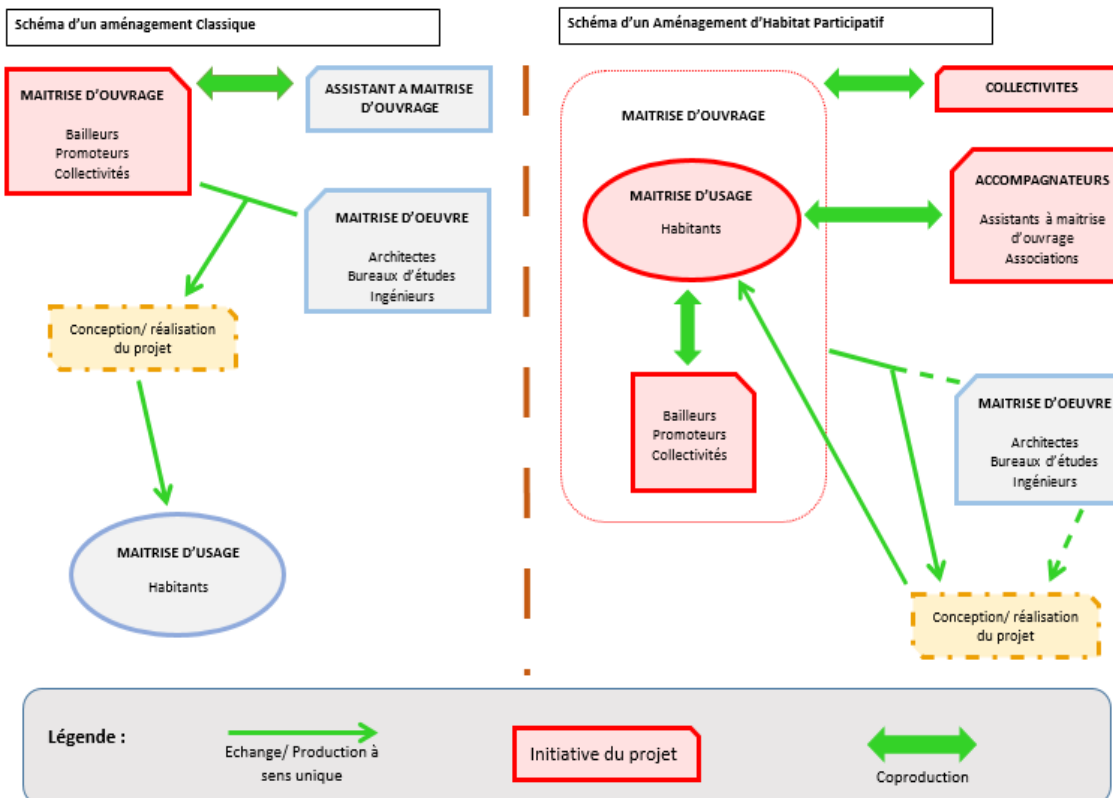 Schéma d'un aménagement Classique
MAITRISE D'OUVRAGE
Bailleurs
Promoteurs
Collectivités
ASSISTANT A MAITRISE
D'OUVRAGE
MAITRISE D'OEUVRE
Architectes
Bureaux d'études
Ingénieurs
Conception/ réalisation
du projet
MAITRISE D'USAGE
Habitants
Schéma d'un Aménagement d'Habitat Participatif
MAITRISE D'OUVRAGE
COLLECTIVITES
MAITRISE D'USAGE
Habitants
ACCOMPAGNATEURS
Assistants à maitrise
d'ouvrage
Associations
Bailleurs
Promoteurs
Collectivités
MAITRISE D'OEUVRE
Architectes
Bureaux d'études
Ingénieurs
Conception/ réalisation
du projet
Légende :
Echange/ Production à
sens unique
Initiative du projet
Coproduction